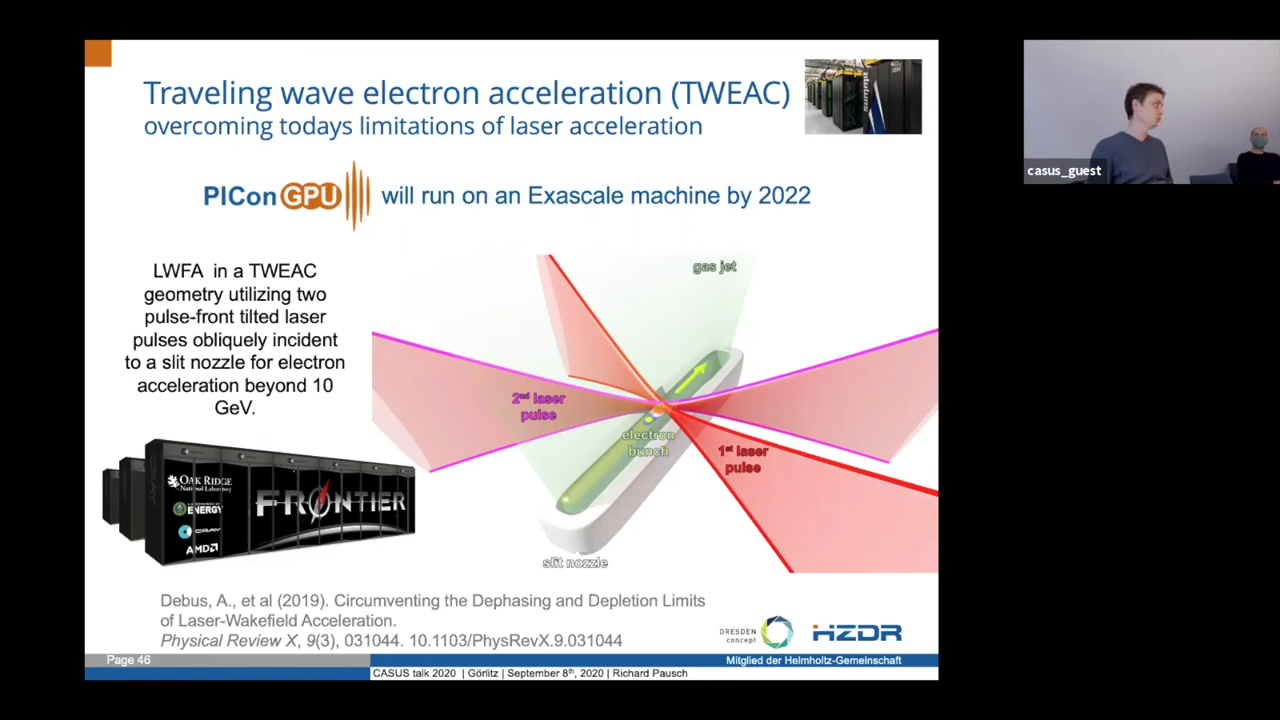 Traveling wave electron acceleration (TWEAC)
overcoming todays limitations of laser acceleration
PIConGPU will run on an Exascale machine by 2022
LWFA in a TWEAC
geometry utilizing two
pulse-front tilted laser
pulses obliquely incident
to a slit nozzle for electron
acceleration beyond 10
GeV.
gas jet
2nd laser
pulse
electron
bunch
1st laser
pulse
slit nozzle
OAK RIDGE
National Laboratory
ENERGY
CRAY
AMD
FRONTIER
Debus, A., et al (2019). Circumventing the Dephasing and Depletion Limits
of Laser-Wakefield Acceleration.
Physical Review X, 9(3), 031044. 10.1103/PhysRevX.9.031044
DRESDEN
concept
HZDR
Page 46
Mitglied der Helmholtz-Gemeinschaft
CASUS talk 2020 | Görlitz | September 8th, 2020 | Richard Pausch
casus_guest